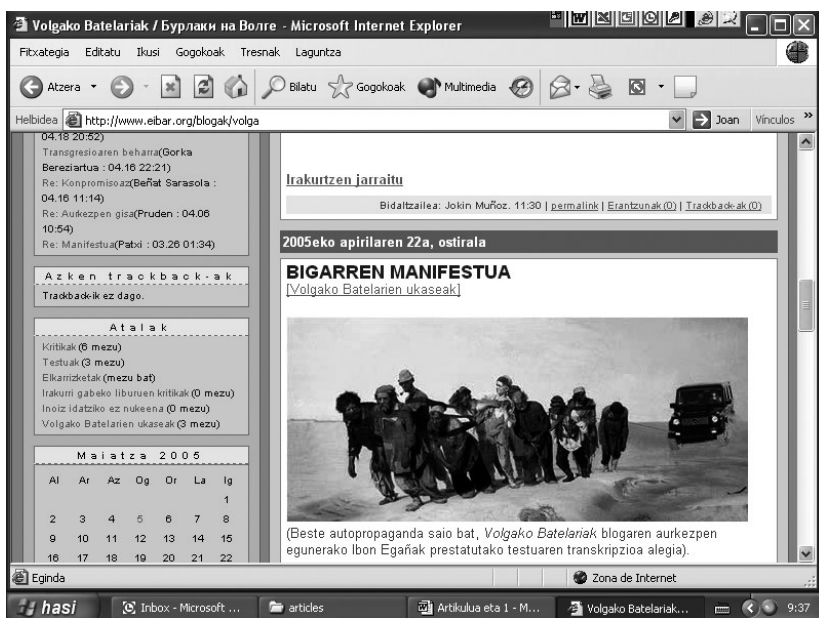 Volgako Batelariak / Бурлаки на Волге - Microsoft Internet Explorer
Fitxategia Editatu Ikusi Gogokoak Tresnak Laguntza
Atzera Bilatu Gogokoak Multimedia
Helbidea http://www.eibar.org/blogak/volga Joan Vínculos »
04.18 20:52)
Transgresioaren beharra(Gorka
Bereziartua : 04.16 22:21)
Re: Konpromisoaz(Beñat Sarasola :
04.16 11:14)
Re: Aurkezpen gisa(Pruden : 04.06
10:54)
Re: Manifestua(Patxi : 03.26 01:34)
Azken trackback-ak
Trackback-ik ez dago.
Atalak
Kritikak (6 mezu)
Testuak (3 mezu)
Elkarrizketak (mezu bat)
Irakurri gabeko liburuen kritikak (0 mezu)
Inoiz idatziko ez nukeena (0 mezu)
Volgako Batelarien ukaseak (3 mezu)
Maiatza 2005
Al Ar Az Og Or La Ig
1
2 3 4 5 6 7 8
9 10 11 12 13 14 15
16 17 18 19 20 21 22
Irakurtzen jarraitu
Bidaltzailea: Jokin Muñoz. 11:30 | permalink | Erantzunak (0) | Trackback-ak (0)
2005eko apirilaren 22a, ostirala
BIGARREN MANIFESTUA
[Volgako Batelarien ukaseak]
(Beste autopropaganda saio bat, Volgako Batelariak blogaren aurkezpen
egunerako Ibon Egañak prestatutako testuaren transkripzioa alegia).
Eginda Zona de Internet
hasi Inbox - Microsoft ... articles Artikulua eta 1 - M... Volgako Batelariak... 9:37